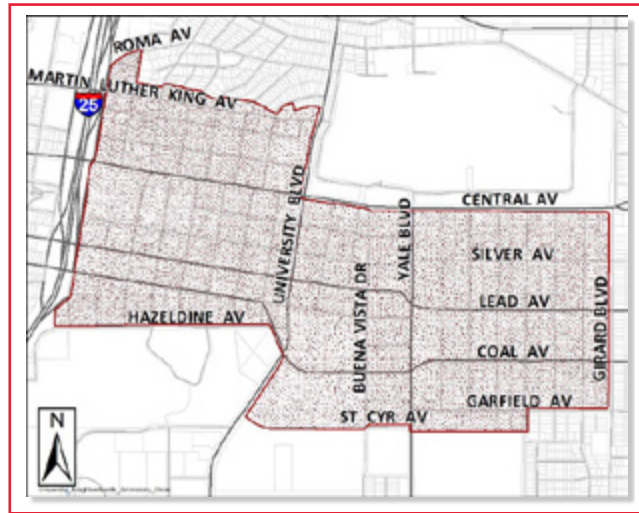 ROMA AV
MARTIN LUTHER KING AV
25
CENTRAL AV
UNIVERSITY BLVD
YALE BLVD
SILVER AV
BUENA VISTA DR
LEAD AV
GIRARD BLVD
HAZELDINE AV
COAL AV
GARFIELD AV
ST CYR AV
N